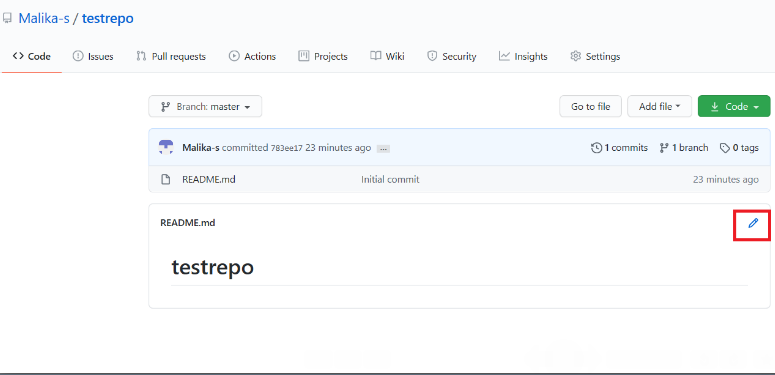 Malika-s / testrepo
Code Issues Pull requests Actions Projects Wiki Security Insights Settings
Branch: master Go to file Add file Code
Malika-s committed 783ee17 23 minutes ago ... 1 commits 1 branch 0 tags
README.md Initial commit 23 minutes ago
README.md
testrepo